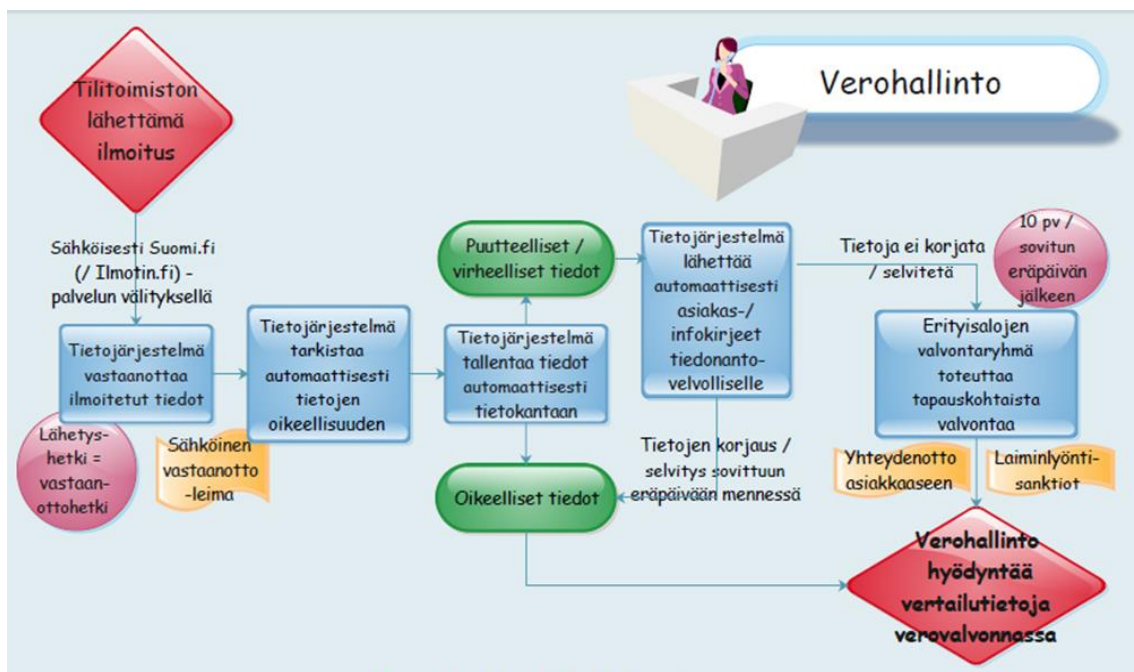 Tilitoimiston
lähettämä
ilmoitus
Verohallinto
Sähköisesti Suomi.fi
(/ Ilmotin.fi) -
palvelun välityksellä
Tietojärjestelmä
vastaanottaa
ilmoitetut tiedot
Lähetys-
hetki =
vastaan-
ottohetki
Sähköinen
vastaanotto
-leima
Tietojärjestelmä
tarkistaa
automaattisesti
tietojen
oikeellisuuden
Tietojärjestelmä
tallentaa tiedot
automaattisesti
tietokantaan
Puutteelliset /
virheelliset tiedot
Oikeelliset tiedot
Tietojärjestelmä
lähettää
automaattisesti
asiakas-/
infokirjeet
tiedonanto-
velvolliselle
Tietojen korjaus /
selvitys sovittuun
eräpäivään mennessä
Tietoja ei korjata
/ selvitetä
10 pv /
sovitun
eräpäivän
jälkeen
Erityisalojen
valvontaryhmä
toteuttaa
tapauskohtaista
valvontaa
Yhteydenotto
asiakkaaseen
Laiminlyönti-
sanktiot
Verohallinto
hyödyntää
vertailutietoja
verovalvonnassa